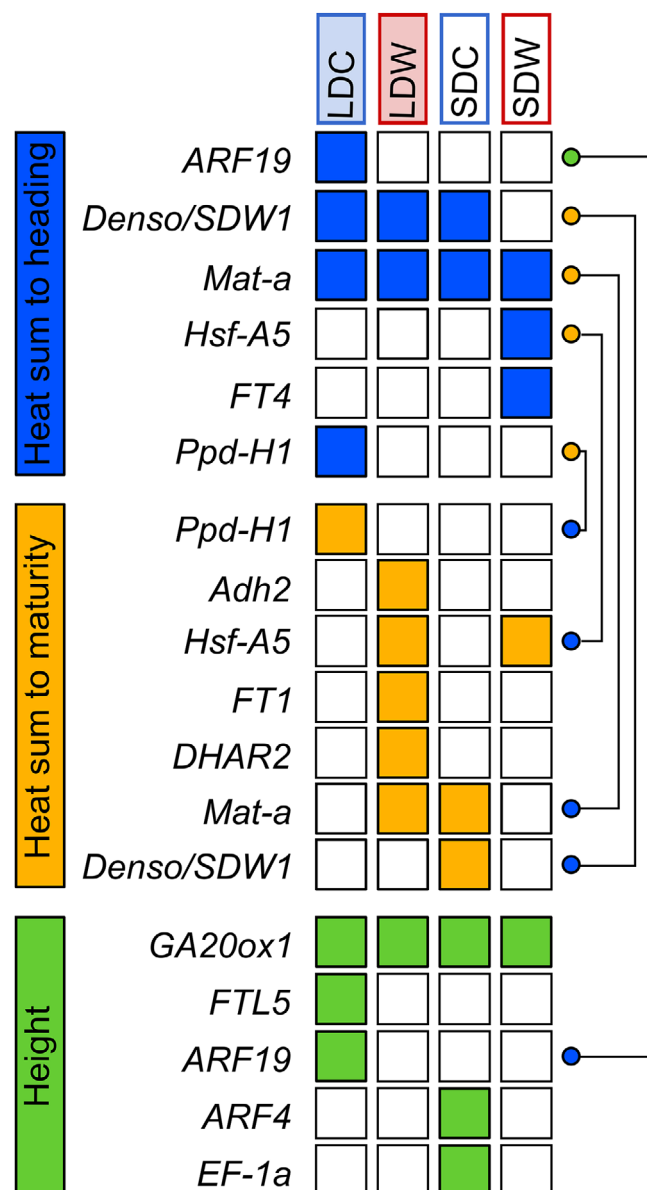 LDC LDW SDC SDW
Heat sum to heading
ARF19
Denso/SDW1
Mat-a
Hsf-A5
FT4
Ppd-H1
Heat sum to maturity
Ppd-H1
Adh2
Hsf-A5
FT1
DHAR2
Mat-a
Denso/SDW1
Height
GA20ox1
FTL5
ARF19
ARF4
EF-1a